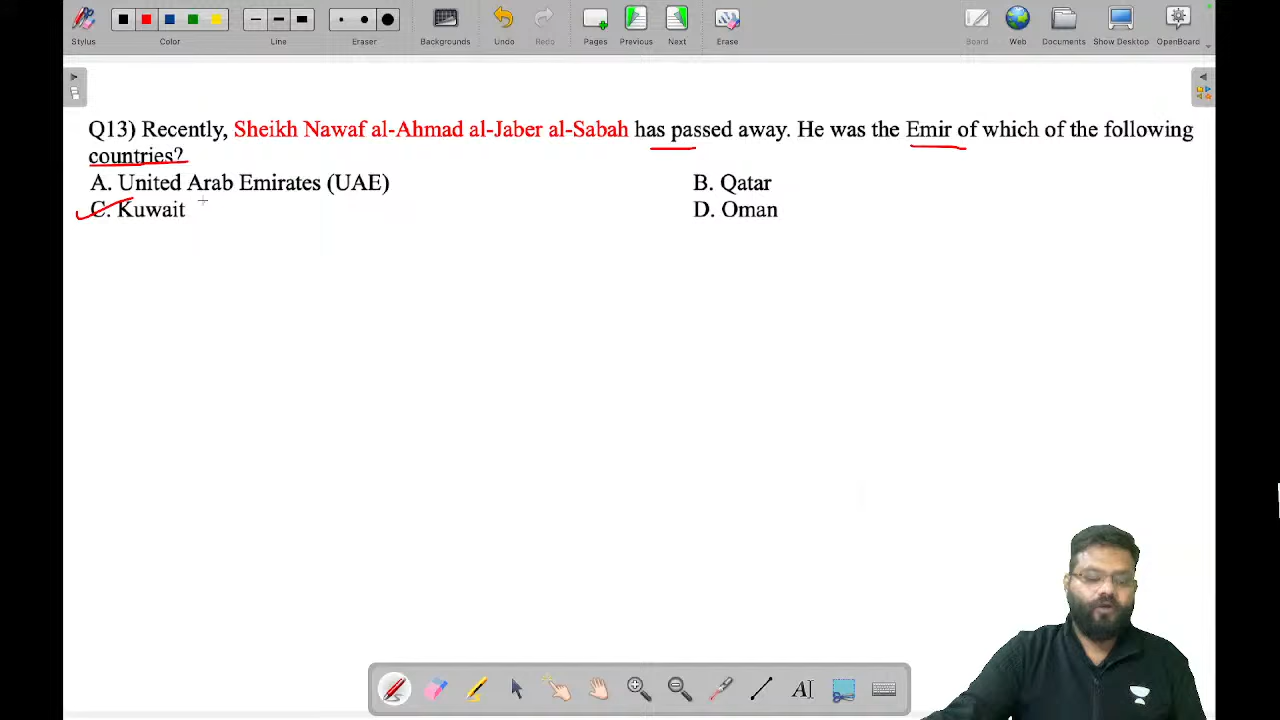 Stylus Color Line Eraser Backgrounds Undo Redo Pages Previous Next Erase Board Web Documents Show Desktop OpenBoard
Q13) Recently, Sheikh Nawaf al-Ahmad al-Jaber al-Sabah has passed away. He was the Emir of which of the following
countries?
A. United Arab Emirates (UAE) B. Qatar
C. Kuwait D. Oman